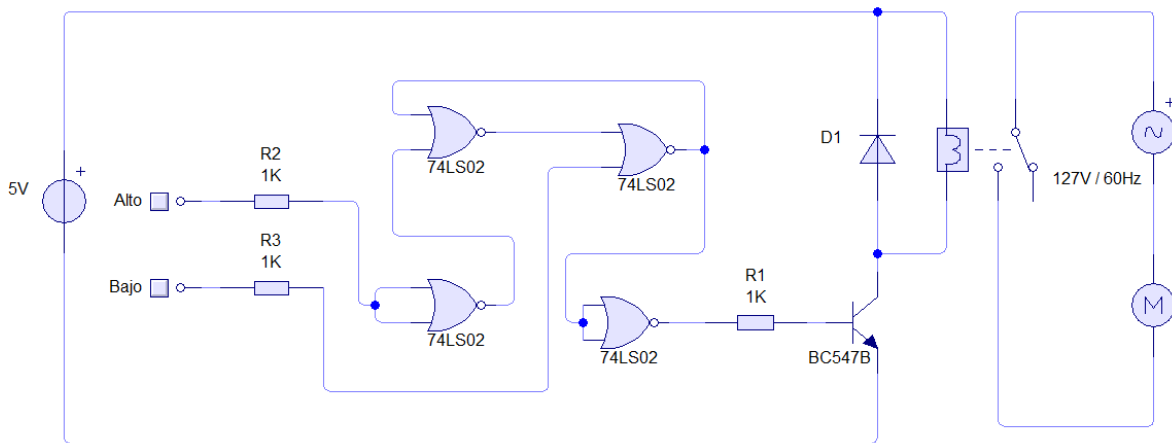 5V
+
Alto
R2
1K
Bajo
R3
1K
74LS02
74LS02
74LS02
74LS02
R1
1K
D1
BC547B
127V / 60Hz
+
M